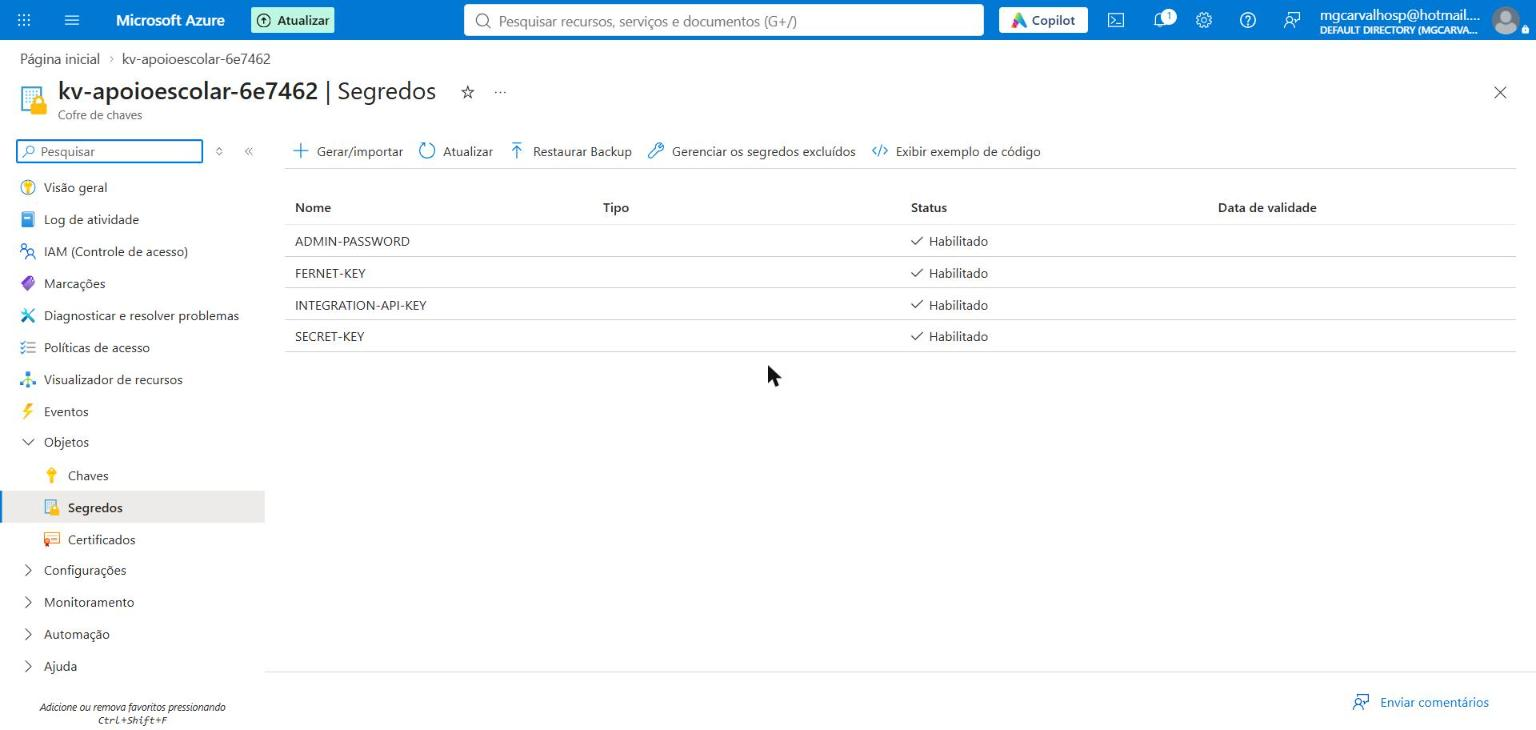 Microsoft Azure
Atualizar
Pesquisar recursos, serviços e documentos (G+/)
Copilot
1
mgcarvalhosp@hotmail....
DEFAULT DIRECTORY (MGCARVA...
Página inicial > kv-apoioescolar-6e7462
kv-apoioescolar-6e7462 | Segredos
Cofre de chaves
Pesquisar
Gerar/importar
Atualizar
Restaurar Backup
Gerenciar os segredos excluídos
Exibir exemplo de código
Visão geral
Log de atividade
IAM (Controle de acesso)
Marcações
Diagnosticar e resolver problemas
Políticas de acesso
Visualizador de recursos
Eventos
Objetos
Chaves
Segredos
Certificados
Configurações
Monitoramento
Automação
Ajuda
Adicione ou remova favoritos pressionando
Ctrl+Shift+F
Nome Tipo Status Data de validade
ADMIN-PASSWORD Habilitado
FERNET-KEY Habilitado
INTEGRATION-API-KEY Habilitado
SECRET-KEY Habilitado
Enviar comentários